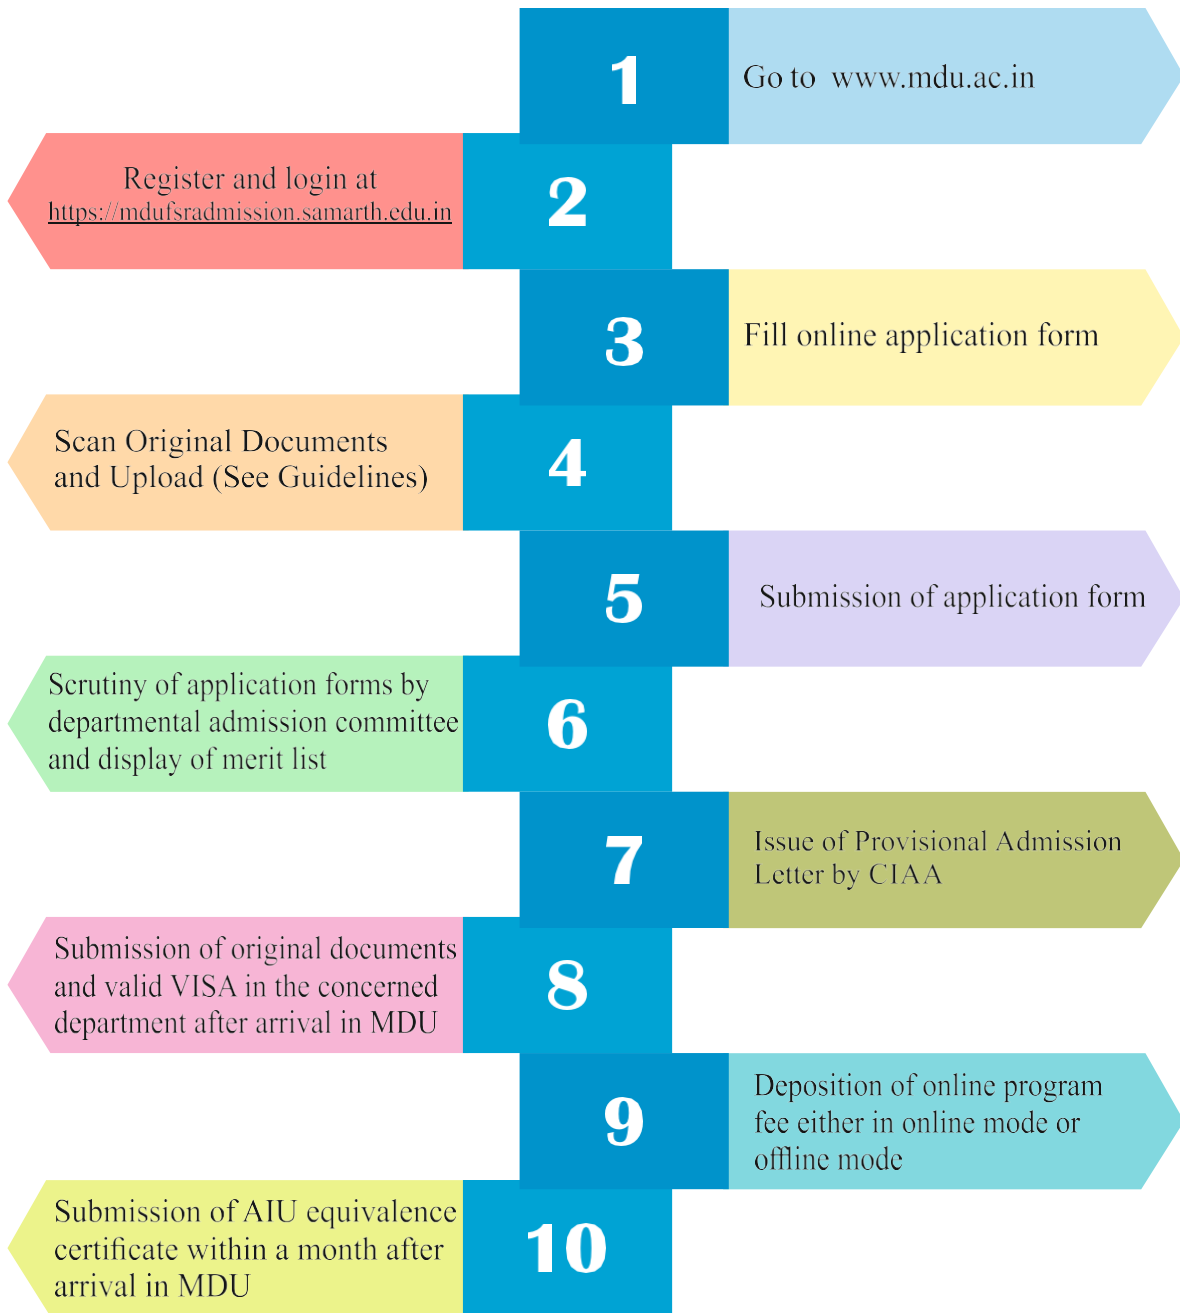 1
Go to www.mdu.ac.in
Register and login at
https://mdufsradmission.samarth.edu.in
2
3
Fill online application form
Scan Original Documents
and Upload (See Guidelines)
4
5
Submission of application form
Scrutiny of application forms by
departmental admission committee
and display of merit list
6
7
Issue of Provisional Admission
Letter by CIAA
Submission of original documents
and valid VISA in the concerned
department after arrival in MDU
8
9
Deposition of online program
fee either in online mode or
offline mode
Submission of AIU equivalence
certificate within a month after
arrival in MDU
10